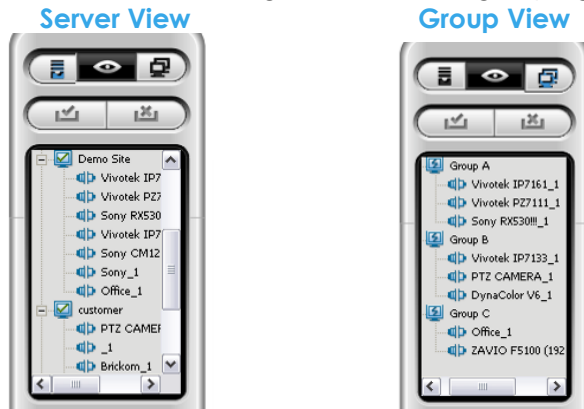 Server View
Demo Site
Vivotek IP7
Vivotek PZ7
Sony RX530
Vivotek IP7
Sony CM12
Sony_1
Office_1
customer
PTZ CAMEF
_1
Brickom_1
Group View
Group A
Vivotek IP7161_1
Vivotek PZ7111_1
Sony RX530!!!_1
Group B
Vivotek IP7133_1
PTZ CAMERA_1
DynaColor V6_1
Group C
Office_1
ZAVIO F5100 (192